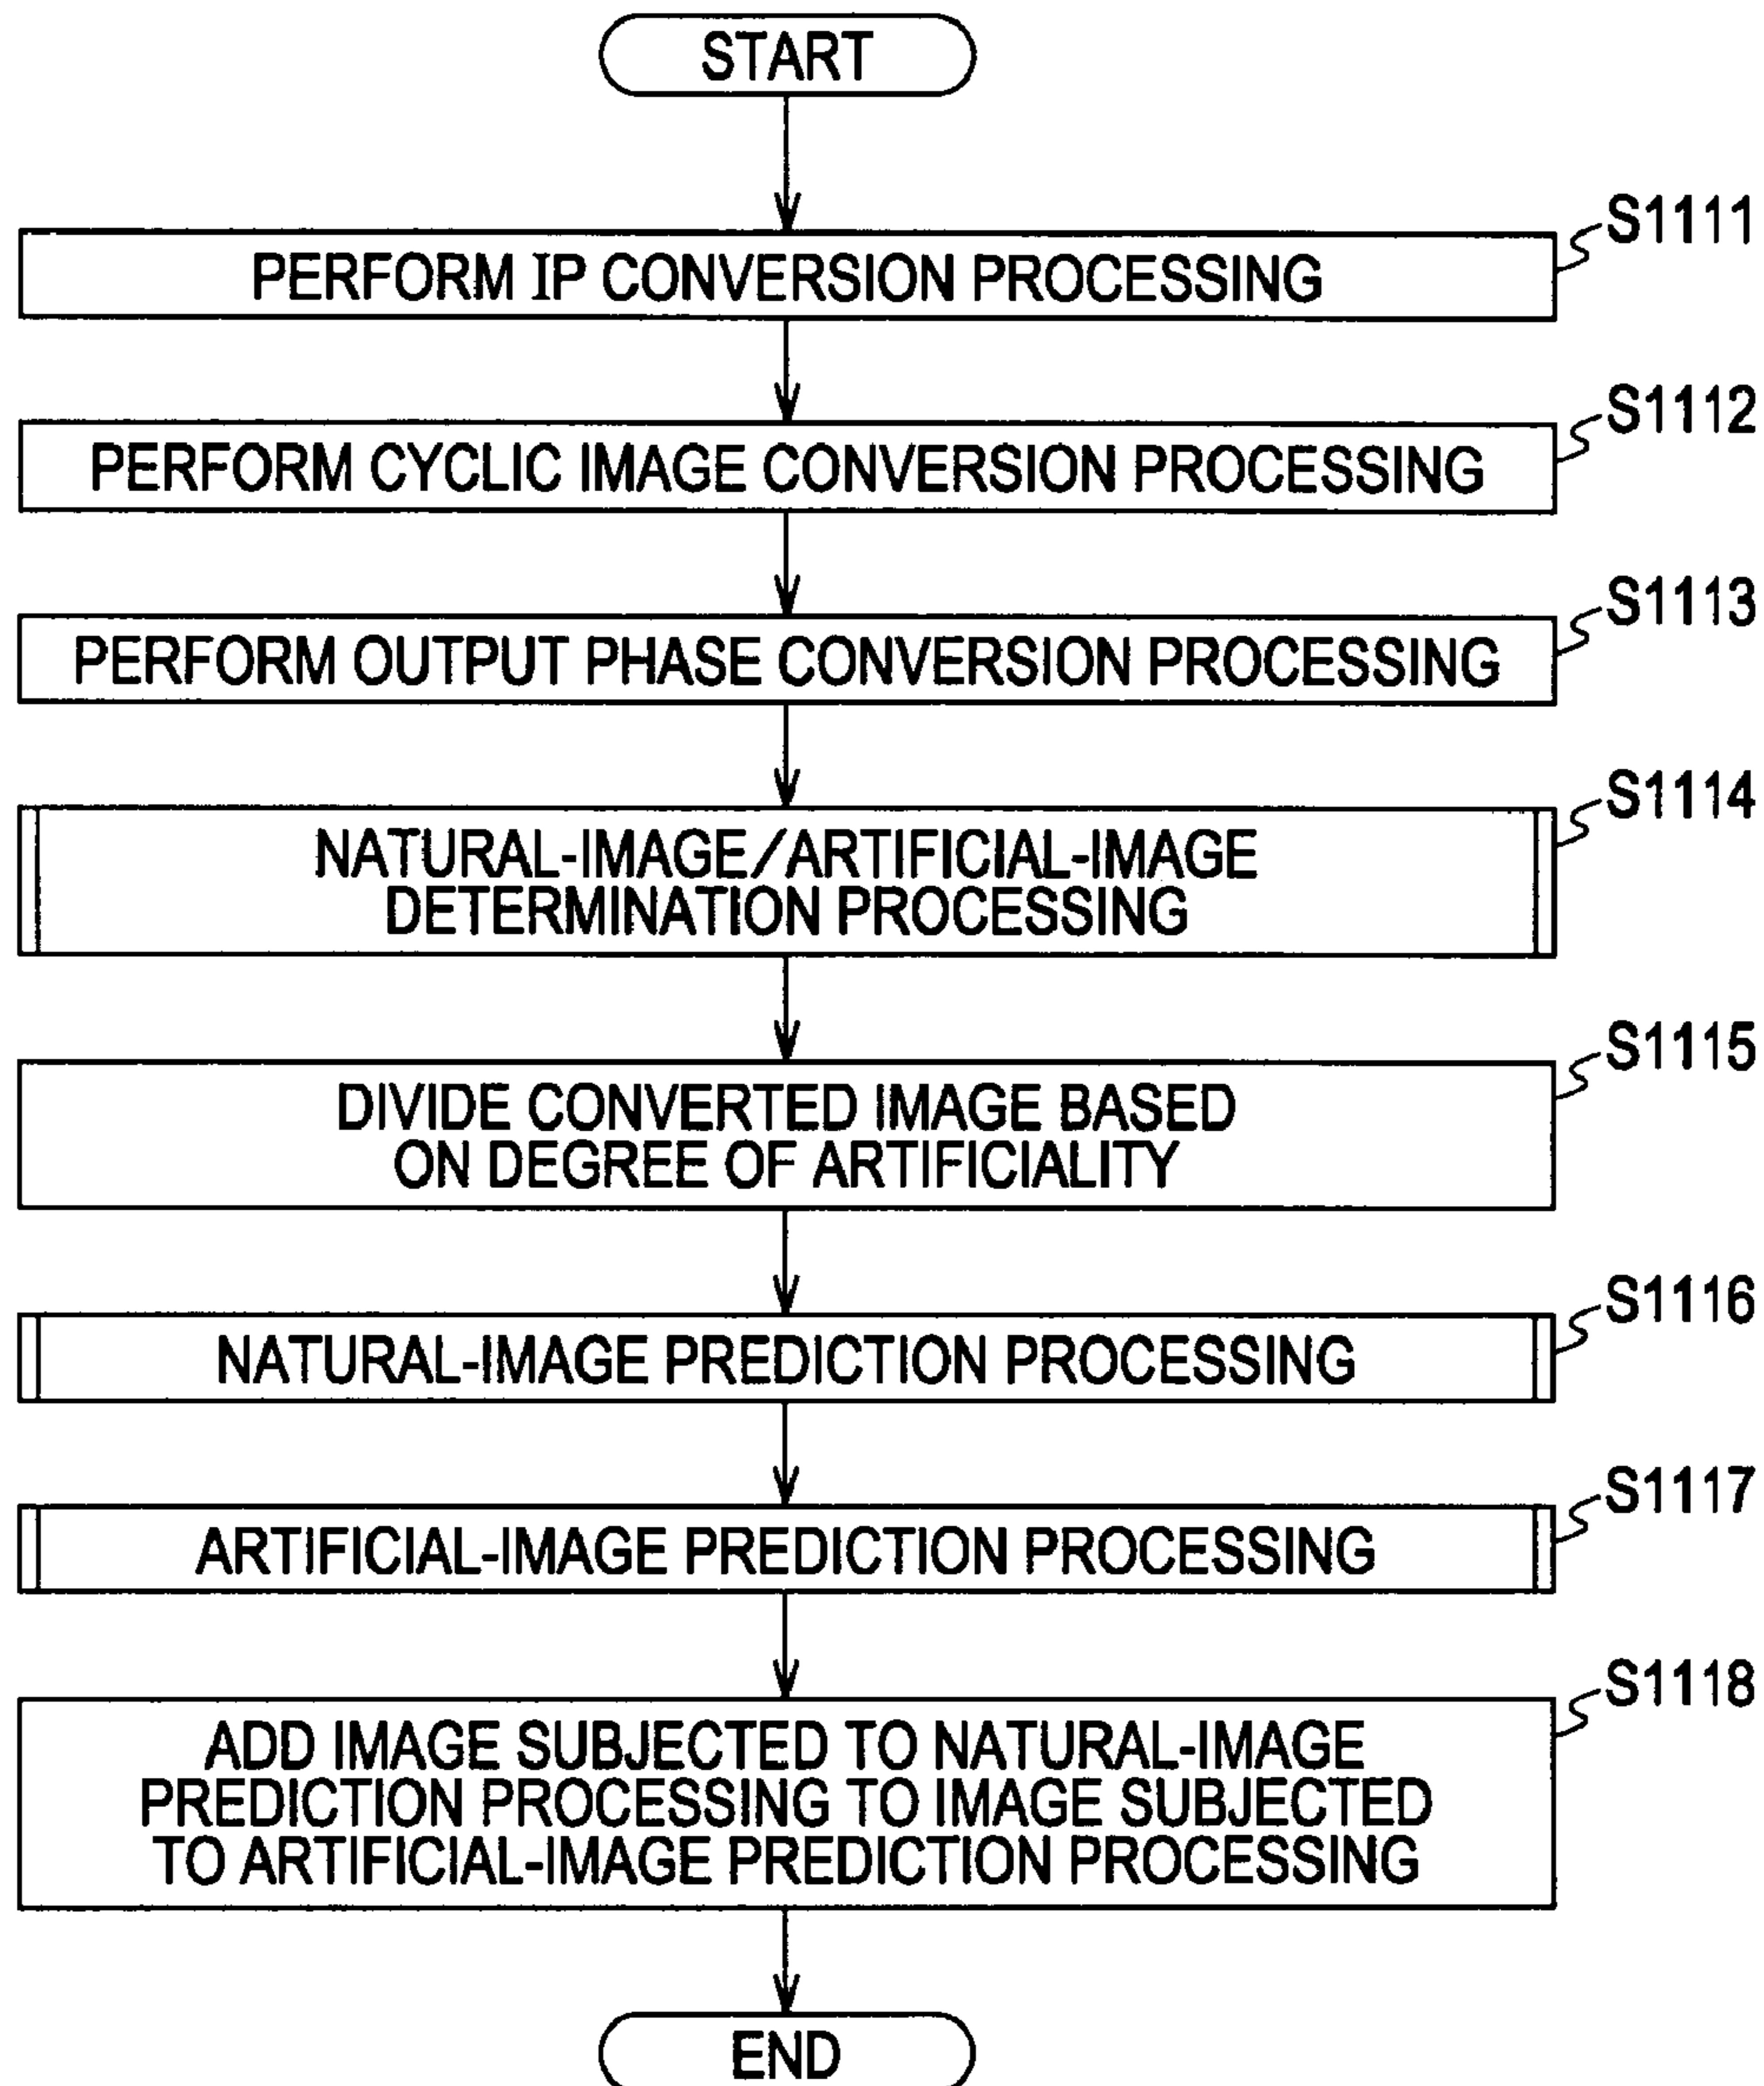 START
S1111
PERFORM IP CONVERSION PROCESSING
S1112
PERFORM CYCLIC IMAGE CONVERSION PROCESSING
S1113
PERFORM OUTPUT PHASE CONVERSION PROCESSING
S1114
NATURAL-IMAGE/ARTIFICIAL-IMAGE
DETERMINATION PROCESSING
S1115
DIVIDE CONVERTED IMAGE BASED
ON DEGREE OF ARTIFICIALITY
S1116
NATURAL-IMAGE PREDICTION PROCESSING
S1117
ARTIFICIAL-IMAGE PREDICTION PROCESSING
S1118
ADD IMAGE SUBJECTED TO NATURAL-IMAGE
PREDICTION PROCESSING TO IMAGE SUBJECTED
TO ARTIFICIAL-IMAGE PREDICTION PROCESSING
END